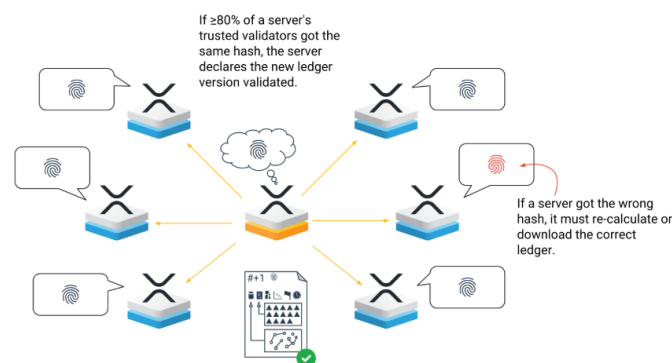 If ≥80% of a server's
trusted validators got the
same hash, the server
declares the new ledger
version validated.
If a server got the wrong
hash, it must re-calculate or
download the correct
ledger.
#+1